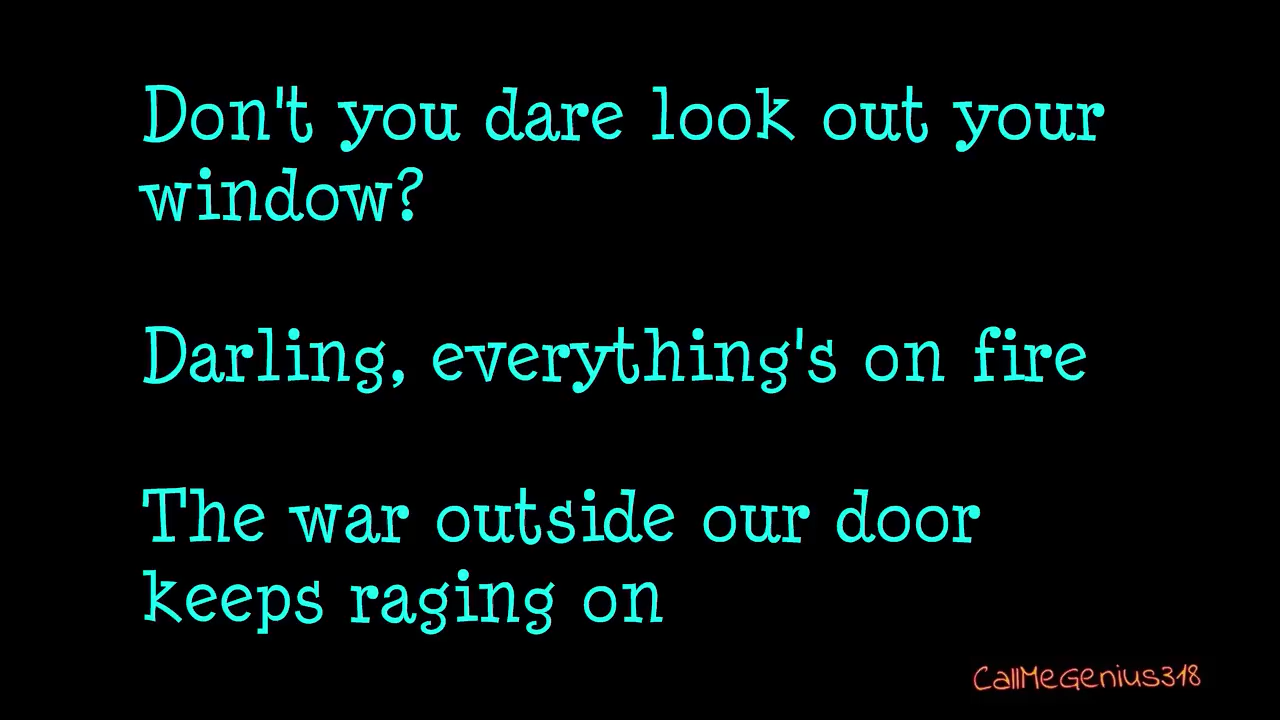 Don't you dare look out your
window?
Darling, everything's on fire
The war outside our door
keeps raging on
CallMeGenius318